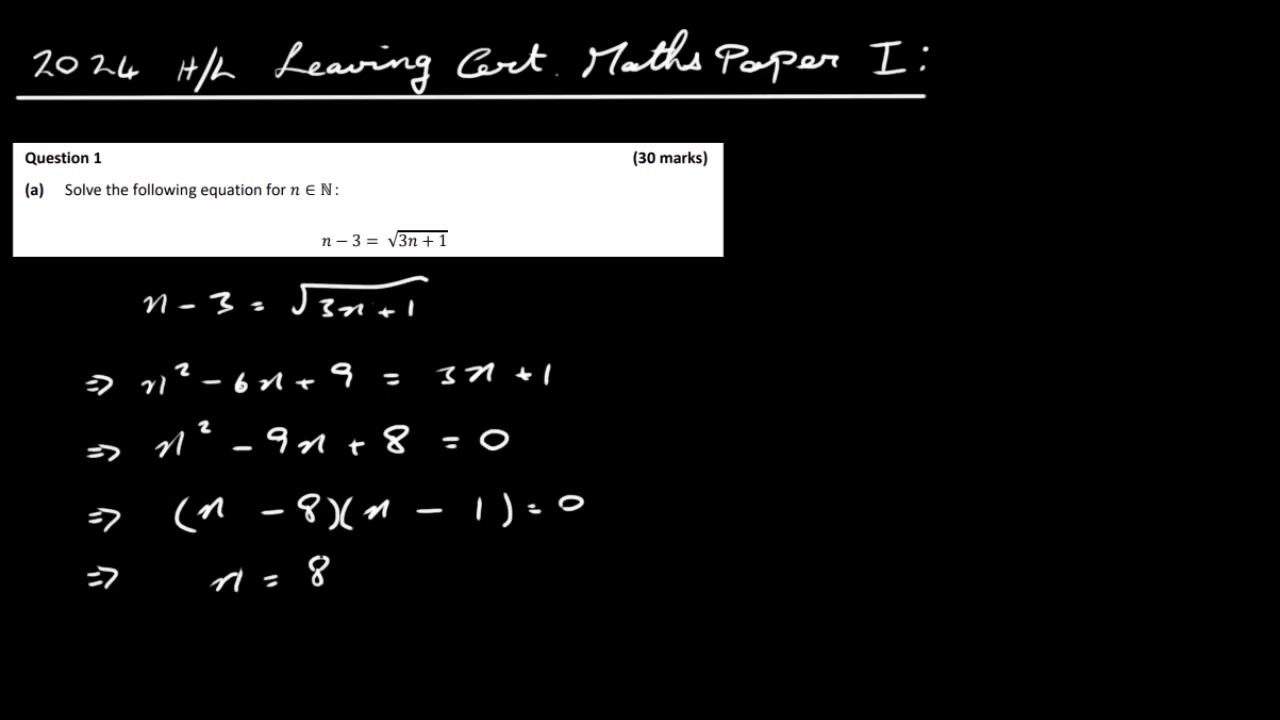 2024 H/L Leaving Cert. Maths Paper I:
Question 1 (30 marks)
(a) Solve the following equation for n ∈ ℕ:
n − 3 = √(3n + 1)
n - 3 = √(3n + 1)
⇒ n² - 6n + 9 = 3n + 1
⇒ n² - 9n + 8 = 0
⇒ (n - 8)(n - 1) = 0
⇒ n = 8